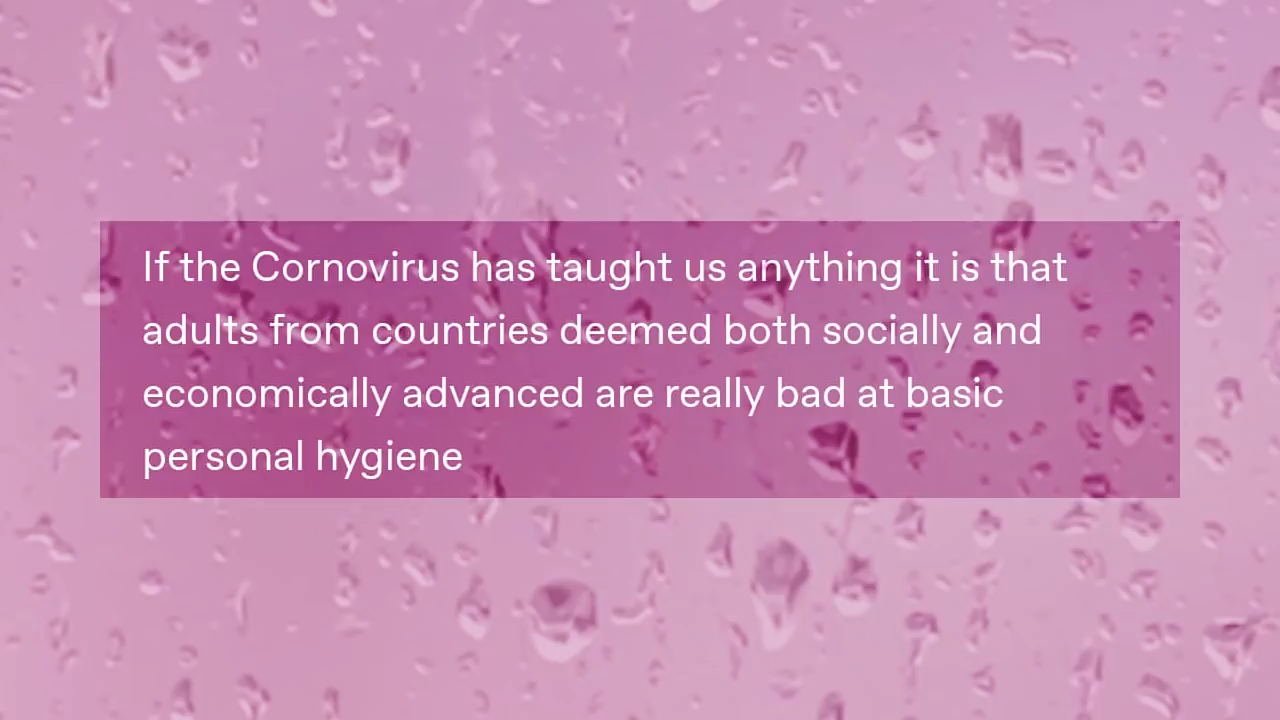 If the Cornovirus has taught us anything it is that
adults from countries deemed both socially and
economically advanced are really bad at basic
personal hygiene